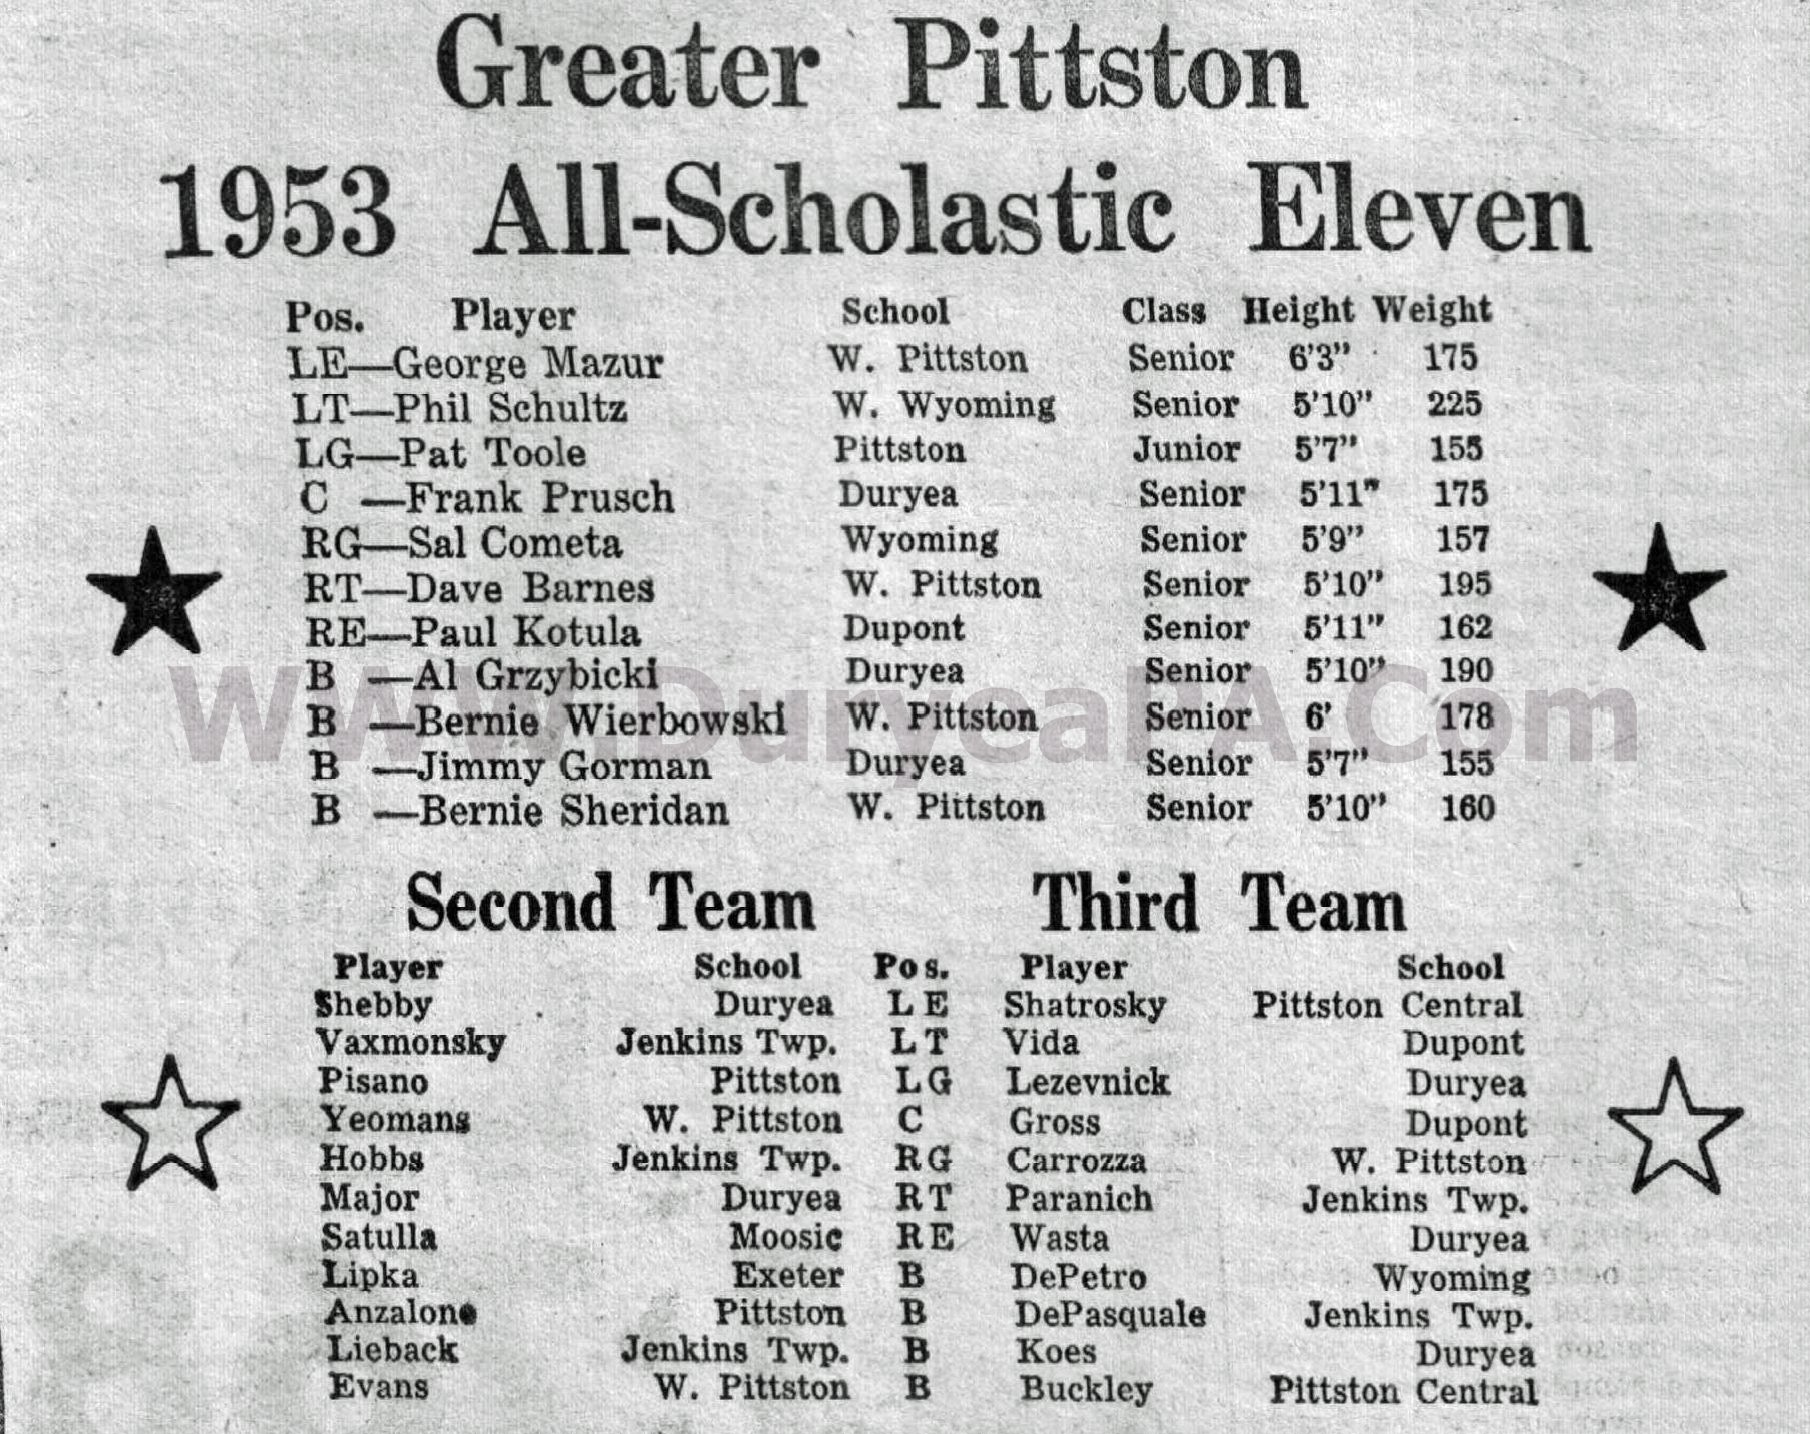 Greater Pittston
1953 All-Scholastic Eleven
Pos. Player School Class Height Weight
LE—George Mazur W. Pittston Senior 6'3" 175
LT—Phil Schultz W. Wyoming Senior 5'10" 225
LG—Pat Toole Pittston Junior 5'7" 155
C —Frank Prusch Duryea Senior 5'11" 175
RG—Sal Cometa Wyoming Senior 5'9" 157
RT—Dave Barnes W. Pittston Senior 5'10" 195
RE—Paul Kotula Dupont Senior 5'11" 162
B —Al Grzybicki Duryea Senior 5'10" 190
WWW.DuryeaPA.Com
B —Bernie Wierbowski W. Pittston Senior 6' 178
B —Jimmy Gorman Duryea Senior 5'7" 155
B —Bernie Sheridan W. Pittston Senior 5'10" 160
Second Team Third Team
Player School Pos. Player School
Shebby Duryea LE Shatrosky Pittston Central
Vaxmonsky Jenkins Twp. LT Vida Dupont
Pisano Pittston LG Lezevnick Duryea
Yeomans W. Pittston C Gross Dupont
Hobbs Jenkins Twp. RG Carrozza W. Pittston
Major Duryea RT Paranich Jenkins Twp.
Satulla Moosic RE Wasta Duryea
Lipka Exeter B DePetro Wyoming
Anzalone Pittston B DePasquale Jenkins Twp.
Lieback Jenkins Twp. B Koes Duryea
Evans W. Pittston B Buckley Pittston Central